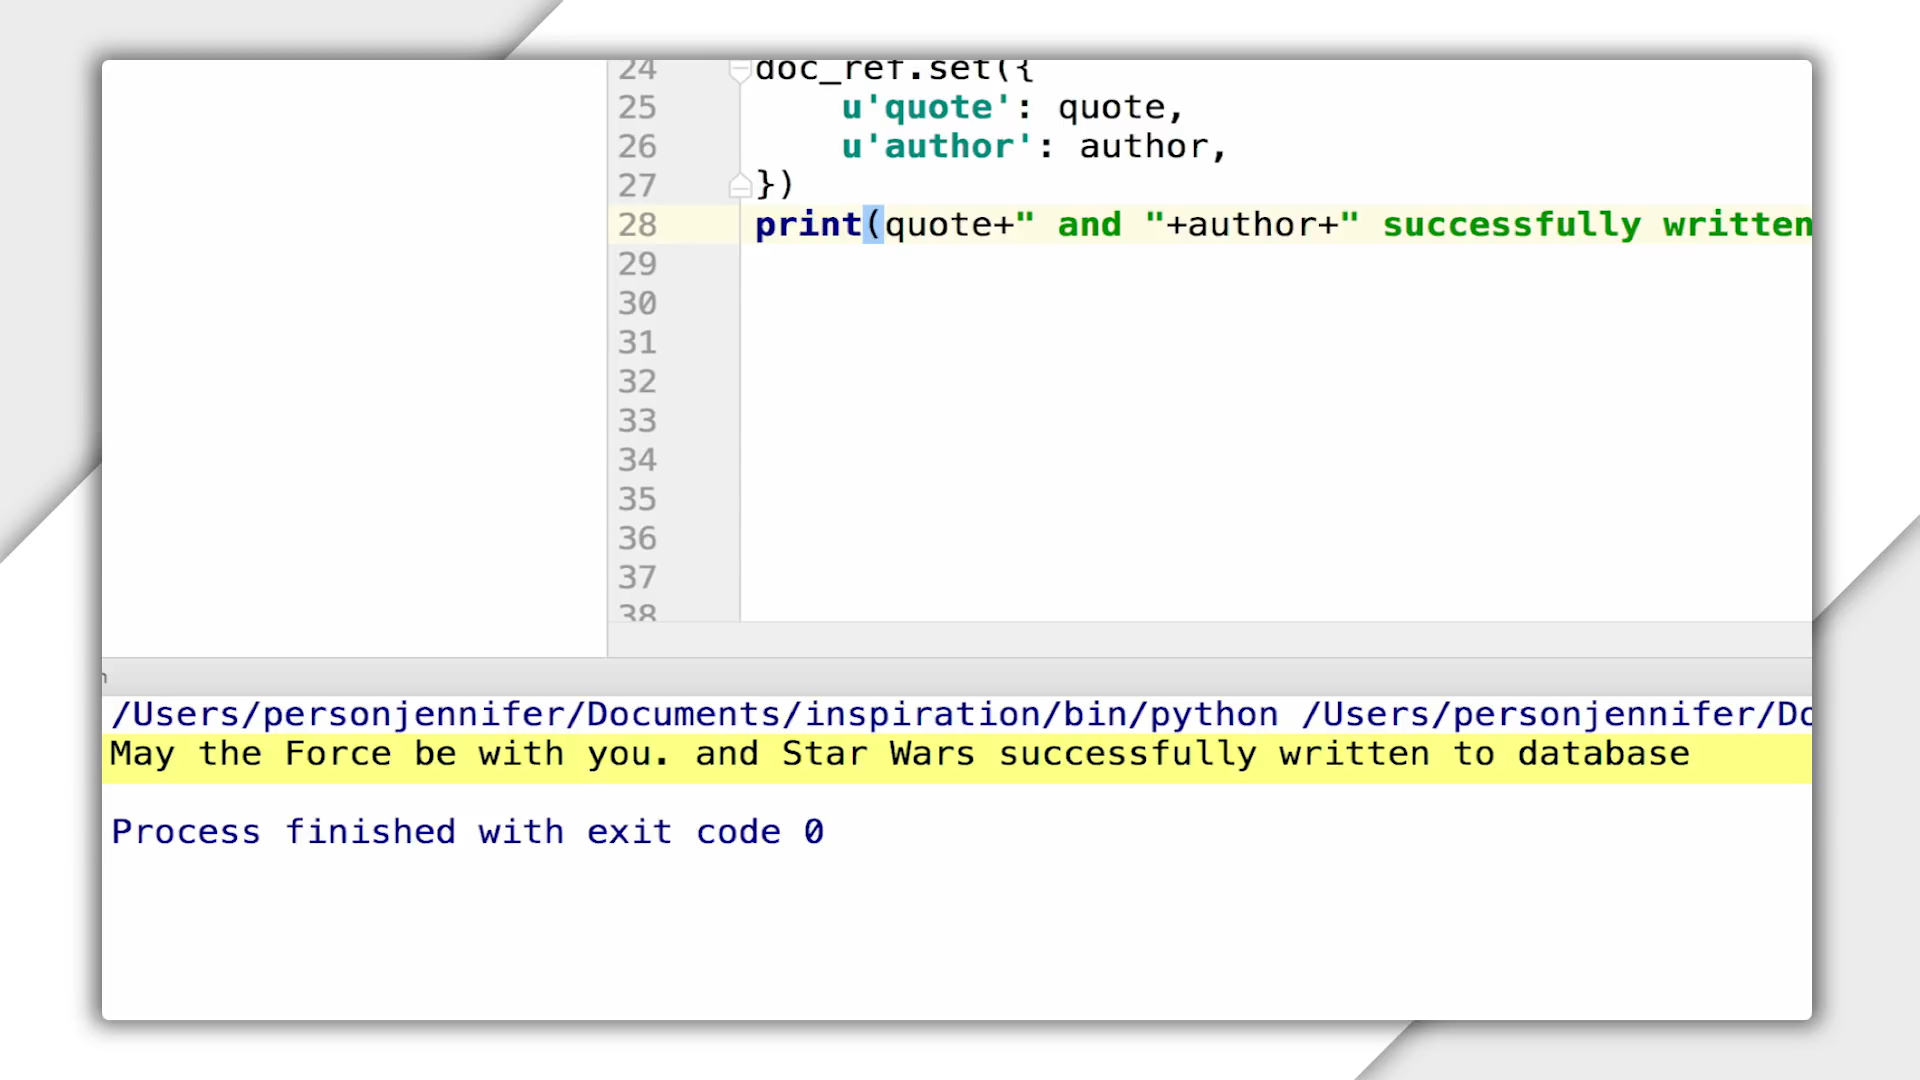 24 doc_ref.set({
25 u'quote': quote,
26 u'author': author,
27 })
28 print(quote+" and "+author+" successfully written
29
30
31
32
33
34
35
36
37
38
/Users/personjennifer/Documents/inspiration/bin/python /Users/personjennifer/Do
May the Force be with you. and Star Wars successfully written to database
Process finished with exit code 0